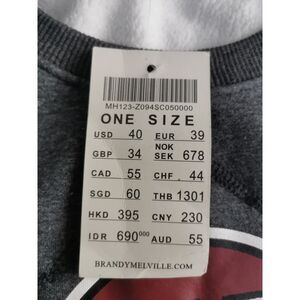 MH123-Z094SC050000
ONE SIZE
USD 40 EUR 39
GBP 34 NOK SEK 678
CAD 55 CHF 44
SGD 60 THB 1301
HKD 395 CNY 230
IDR 690000 AUD 55
BRANDYMELVILLE.COM